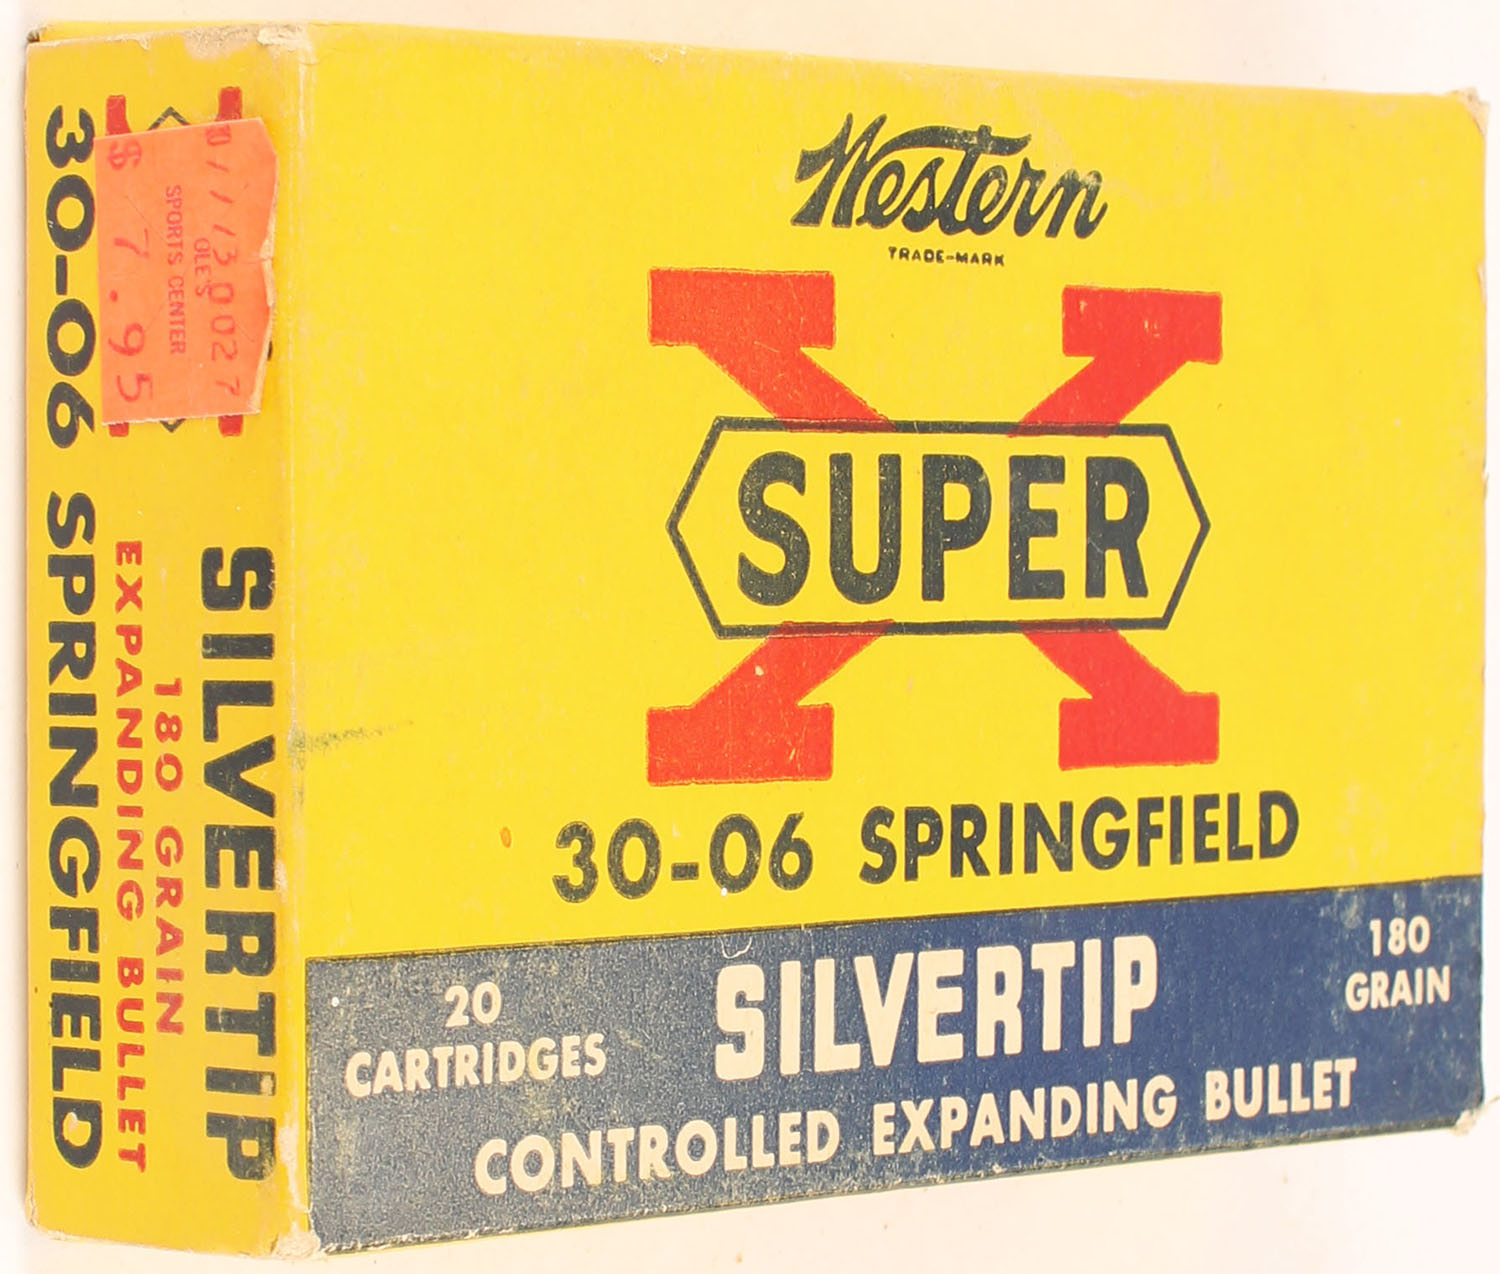 Western
TRADE-MARK
X
SUPER
30-06 SPRINGFIELD
20
CARTRIDGES
SILVERTIP
180
GRAIN
CONTROLLED EXPANDING BULLET
SILVERTIP
180 GRAIN
EXPANDING BULLET
30-06 SPRINGFIELD
OLE'S
SPORTS CENTER
$ 7.95